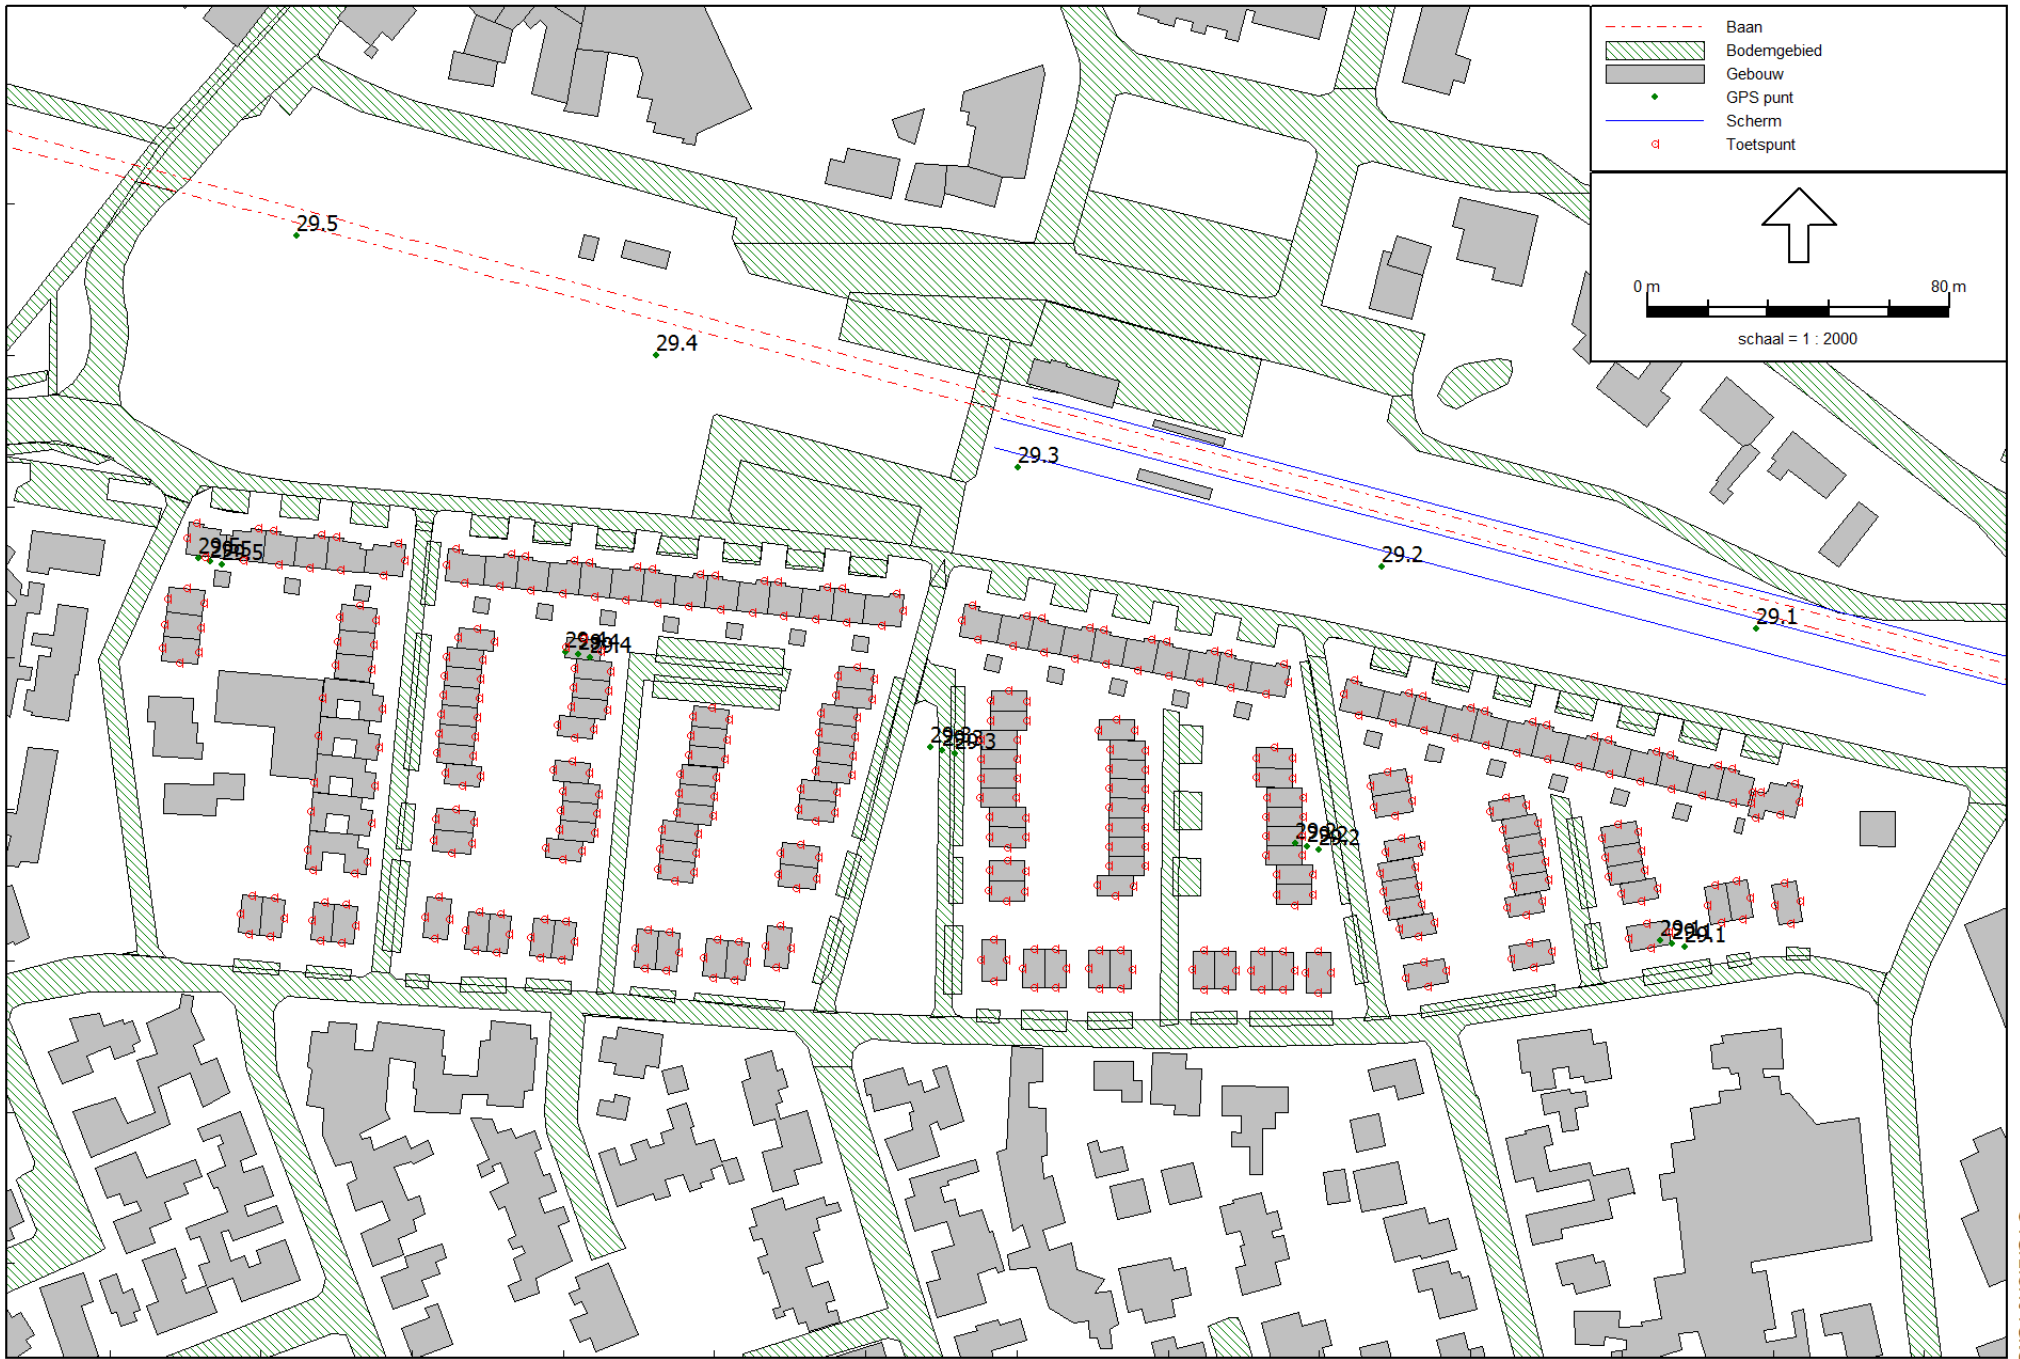 Baan
Bodemgebied
Gebouw
GPS punt
Scherm
Toetspunt
0 m 80 m
schaal = 1 : 2000
29.5
29.4
29.3
29.2
29.1